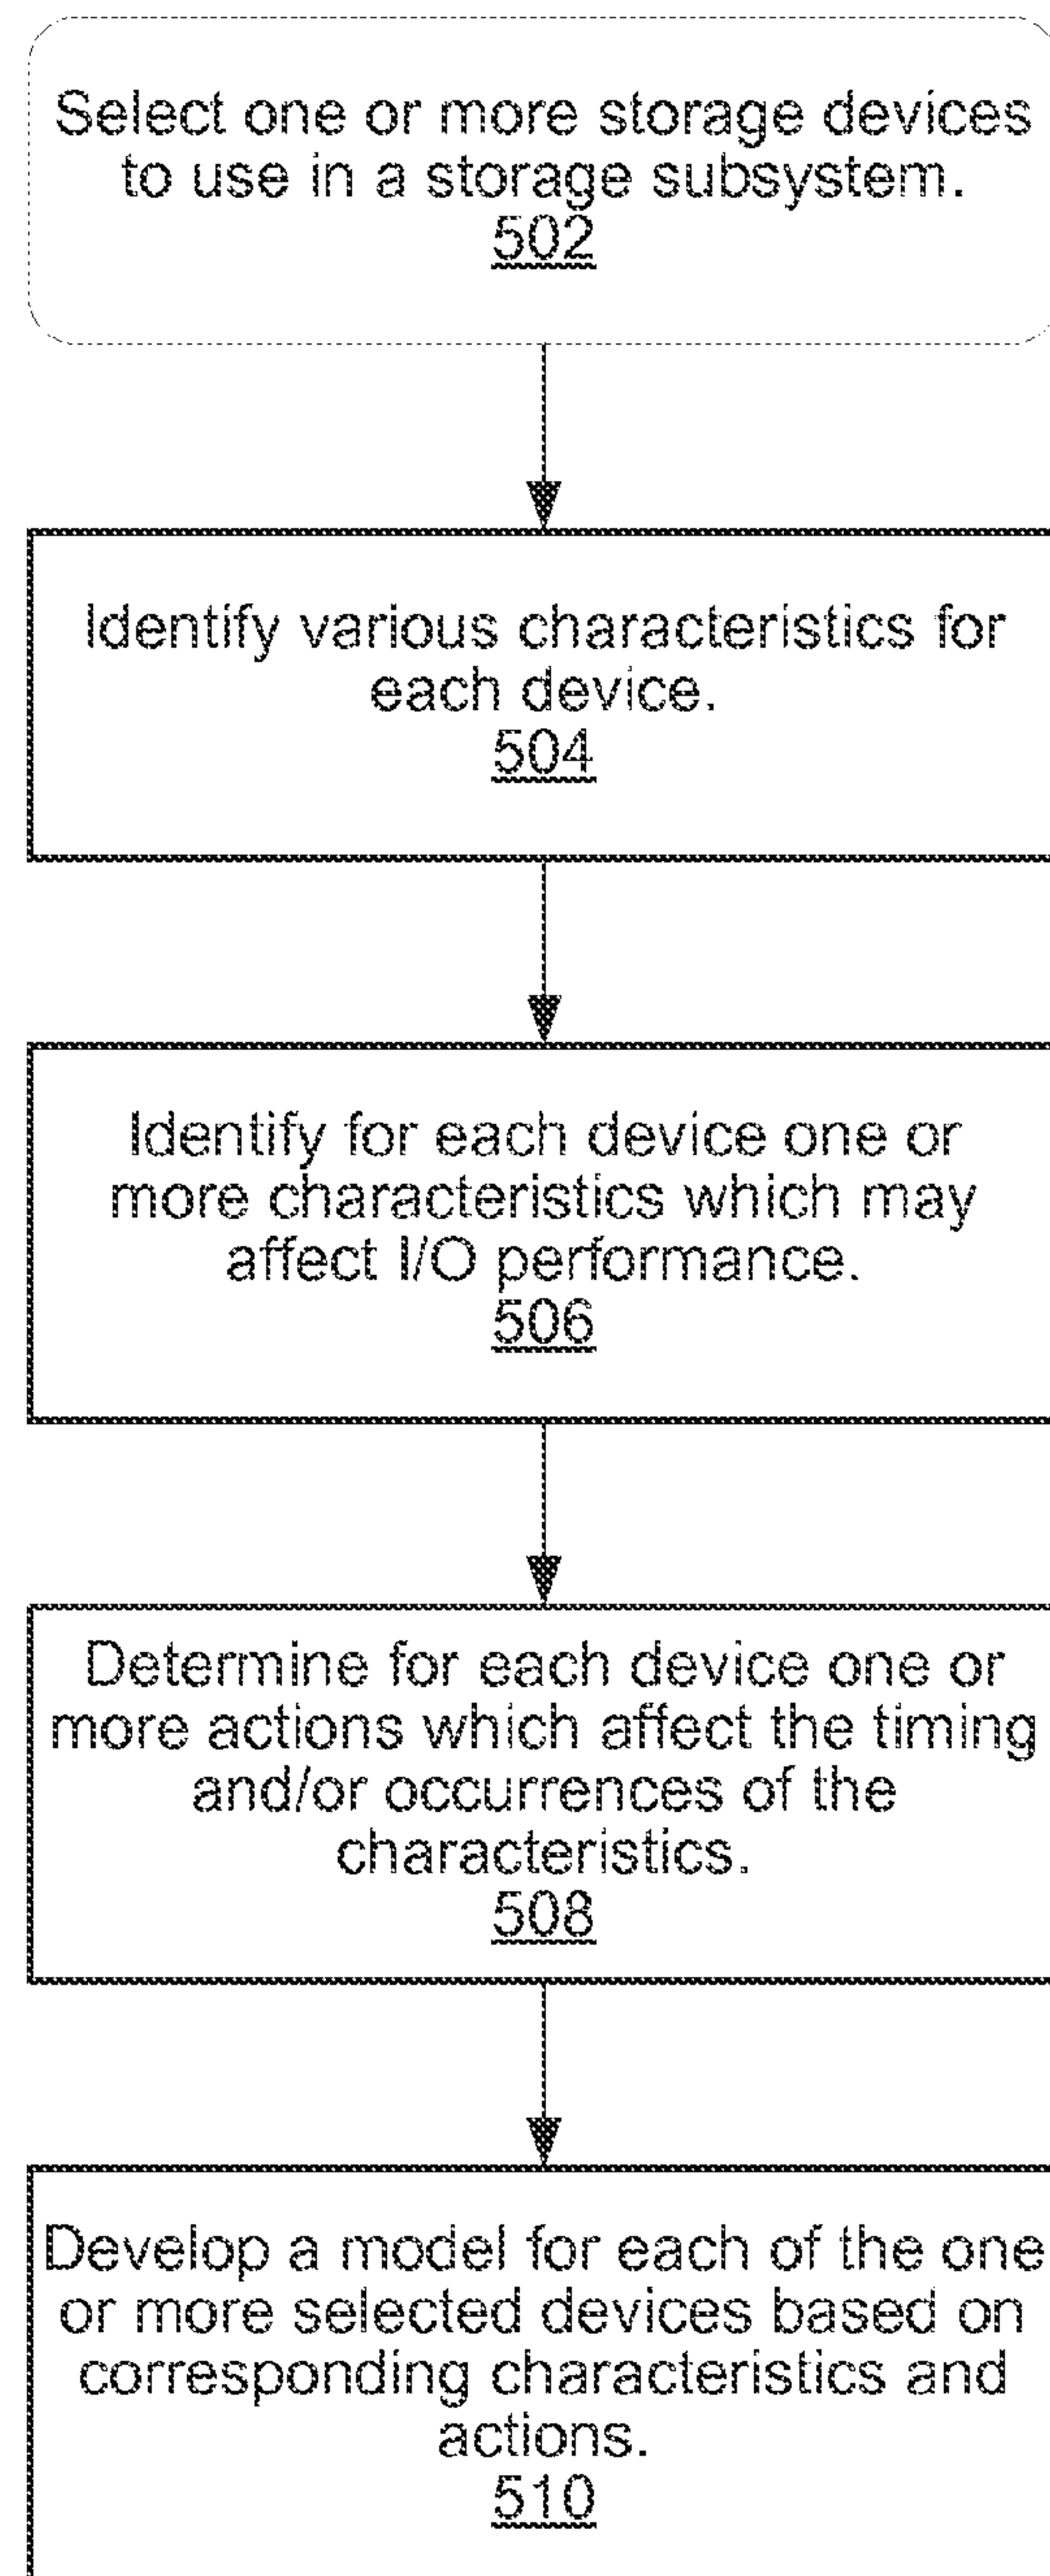 Select one or more storage devices
to use in a storage subsystem.
502
Identify various characteristics for
each device.
504
Identify for each device one or
more characteristics which may
affect I/O performance.
506
Determine for each device one or
more actions which affect the timing
and/or occurrences of the
characteristics.
508
Develop a model for each of the one
or more selected devices based on
corresponding characteristics and
actions.
510